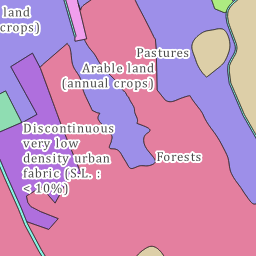 land
crops)
Pastures
Arable land
(annual crops)
Discontinuous
very low
density urban
fabric (S.L. :
< 10%)
Forests